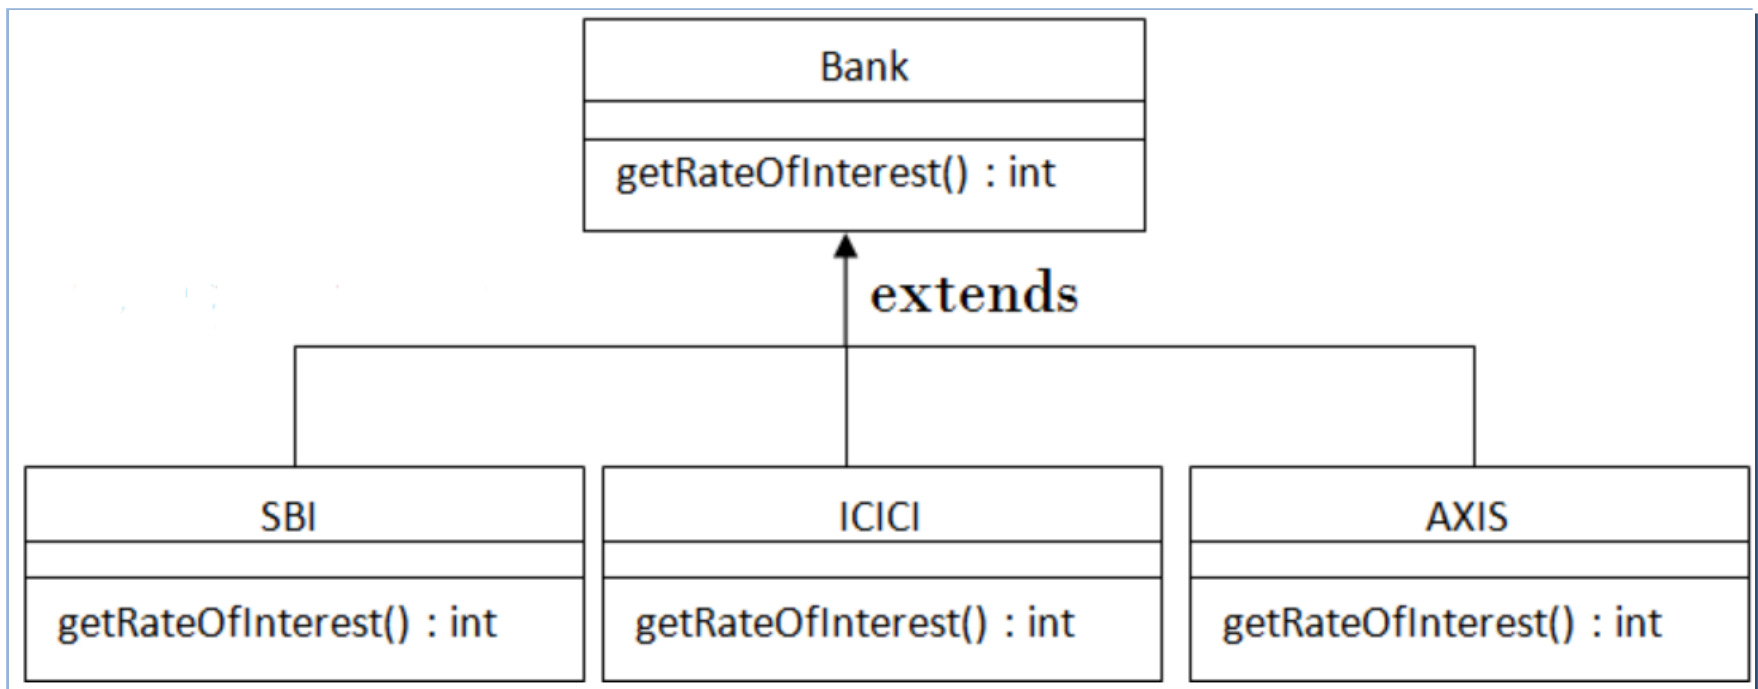 Bank
getRateOfInterest() : int
extends
SBI
ICICI
AXIS
getRateOfInterest() : int
getRateOfInterest() : int
getRateOfInterest() : int